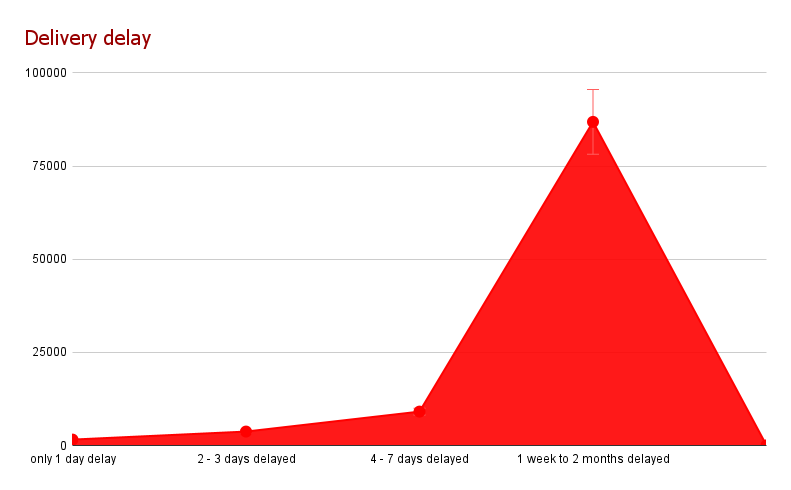 Delivery delay
100000
75000
50000
25000
0
only 1 day delay
2 - 3 days delayed
4 - 7 days delayed
1 week to 2 months delayed